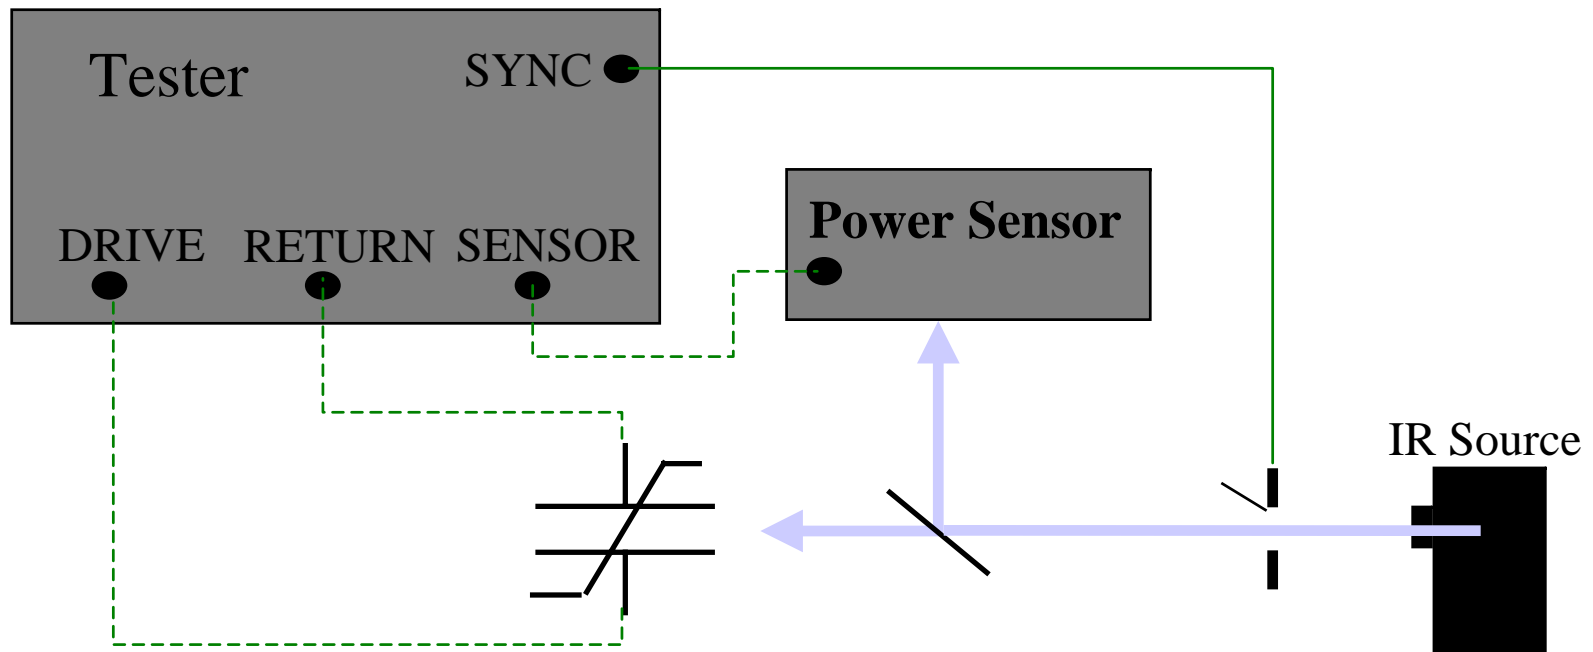 Tester
SYNC
DRIVE RETURN SENSOR
Power Sensor
IR Source